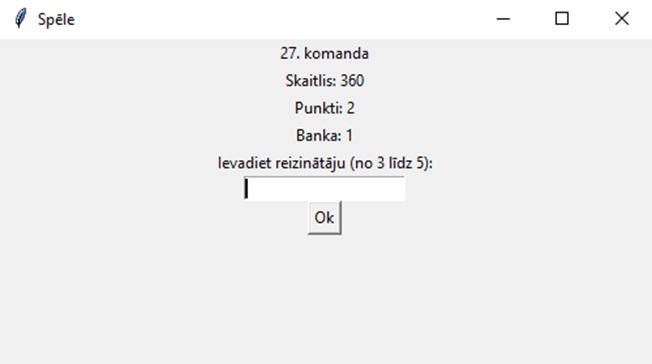 Spēle
27. komanda
Skaitlis: 360
Punkti: 2
Banka: 1
Ievadiet reizinātāju (no 3 līdz 5):
Ok